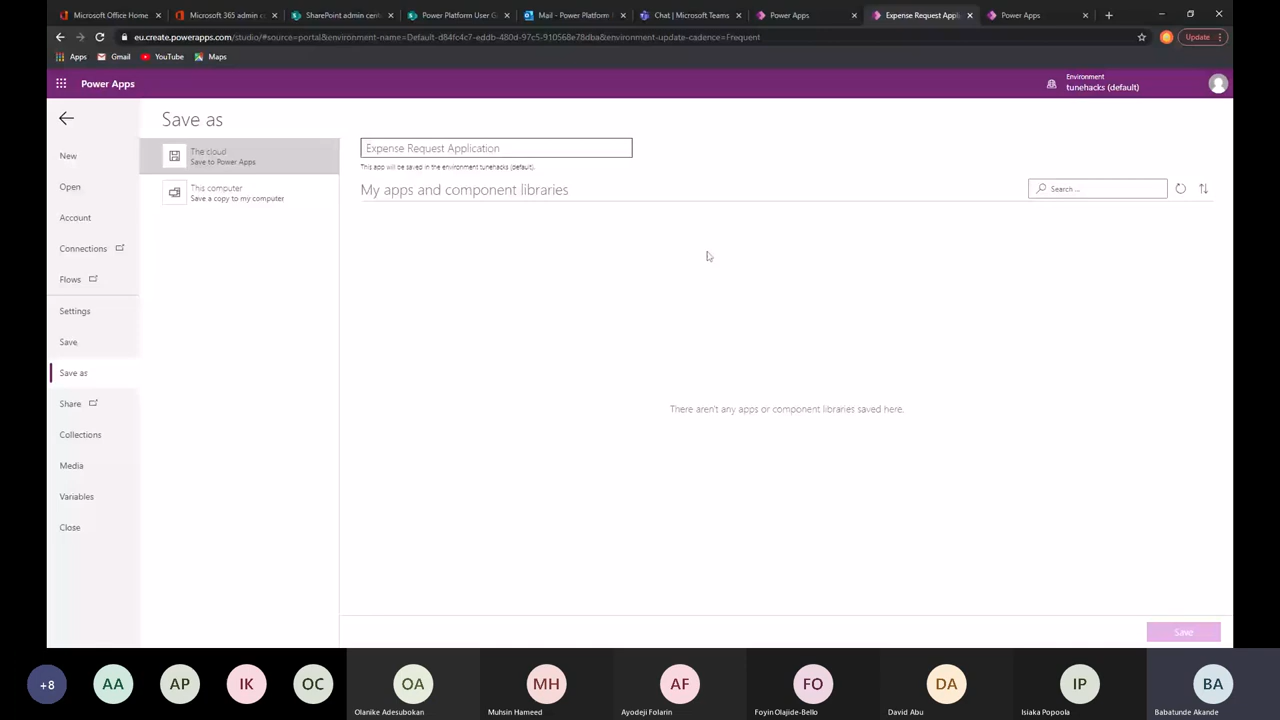 Microsoft Office Home
Microsoft 365 admin c
SharePoint admin cent
Power Platform User G
Mail - Power Platform
Chat | Microsoft Teams
Power Apps
Expense Request Appli
Power Apps
eu.create.powerapps.com/studio/#source=portal&environment-name=Default-d84fc4c7-eddb-480d-97c5-910568e78dba&environment-update-cadence=Frequent
Update
Apps
Gmail
YouTube
Maps
Power Apps
Environment
tunehacks (default)
Save as
New
Open
Account
Connections
Flows
Settings
Save
Save as
Share
Collections
Media
Variables
Close
The cloud
Save to Power Apps
This computer
Save a copy to my computer
Expense Request Application
This app will be saved in the environment tunehacks (default).
My apps and component libraries
Search ...
There aren't any apps or component libraries saved here.
Save
+8
AA
AP
IK
OC
OA
Olanike Adesubokan
MH
Muhsin Hameed
AF
Ayodeji Folarin
FO
Foyin Olajide-Bello
DA
David Abu
IP
Isiaka Popoola
BA
Babatunde Akande